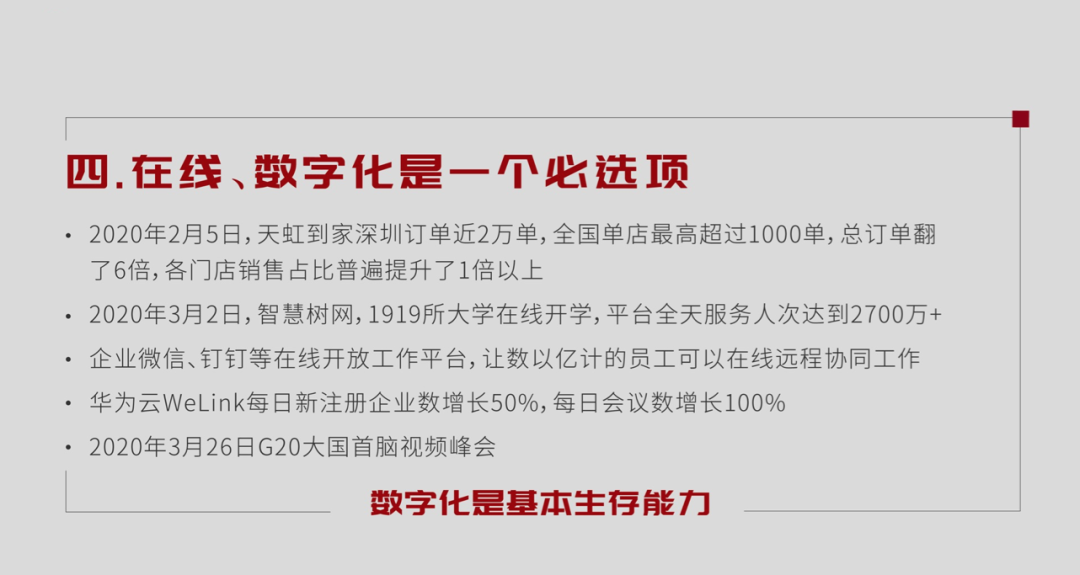 四.在线、数字化是一个必选项
• 2020年2月5日，天虹到家深圳订单近2万单，全国单店最高超过1000单，总订单翻
了6倍，各门店销售占比普遍提升了1倍以上
• 2020年3月2日，智慧树网，1919所大学在线开学，平台全天服务人次达到2700万+
• 企业微信、钉钉等在线开放工作平台，让数以亿计的员工可以在线远程协同工作
• 华为云WeLink每日新注册企业数增长50%，每日会议数增长100%
• 2020年3月26日G20大国首脑视频峰会
数字化是基本生存能力